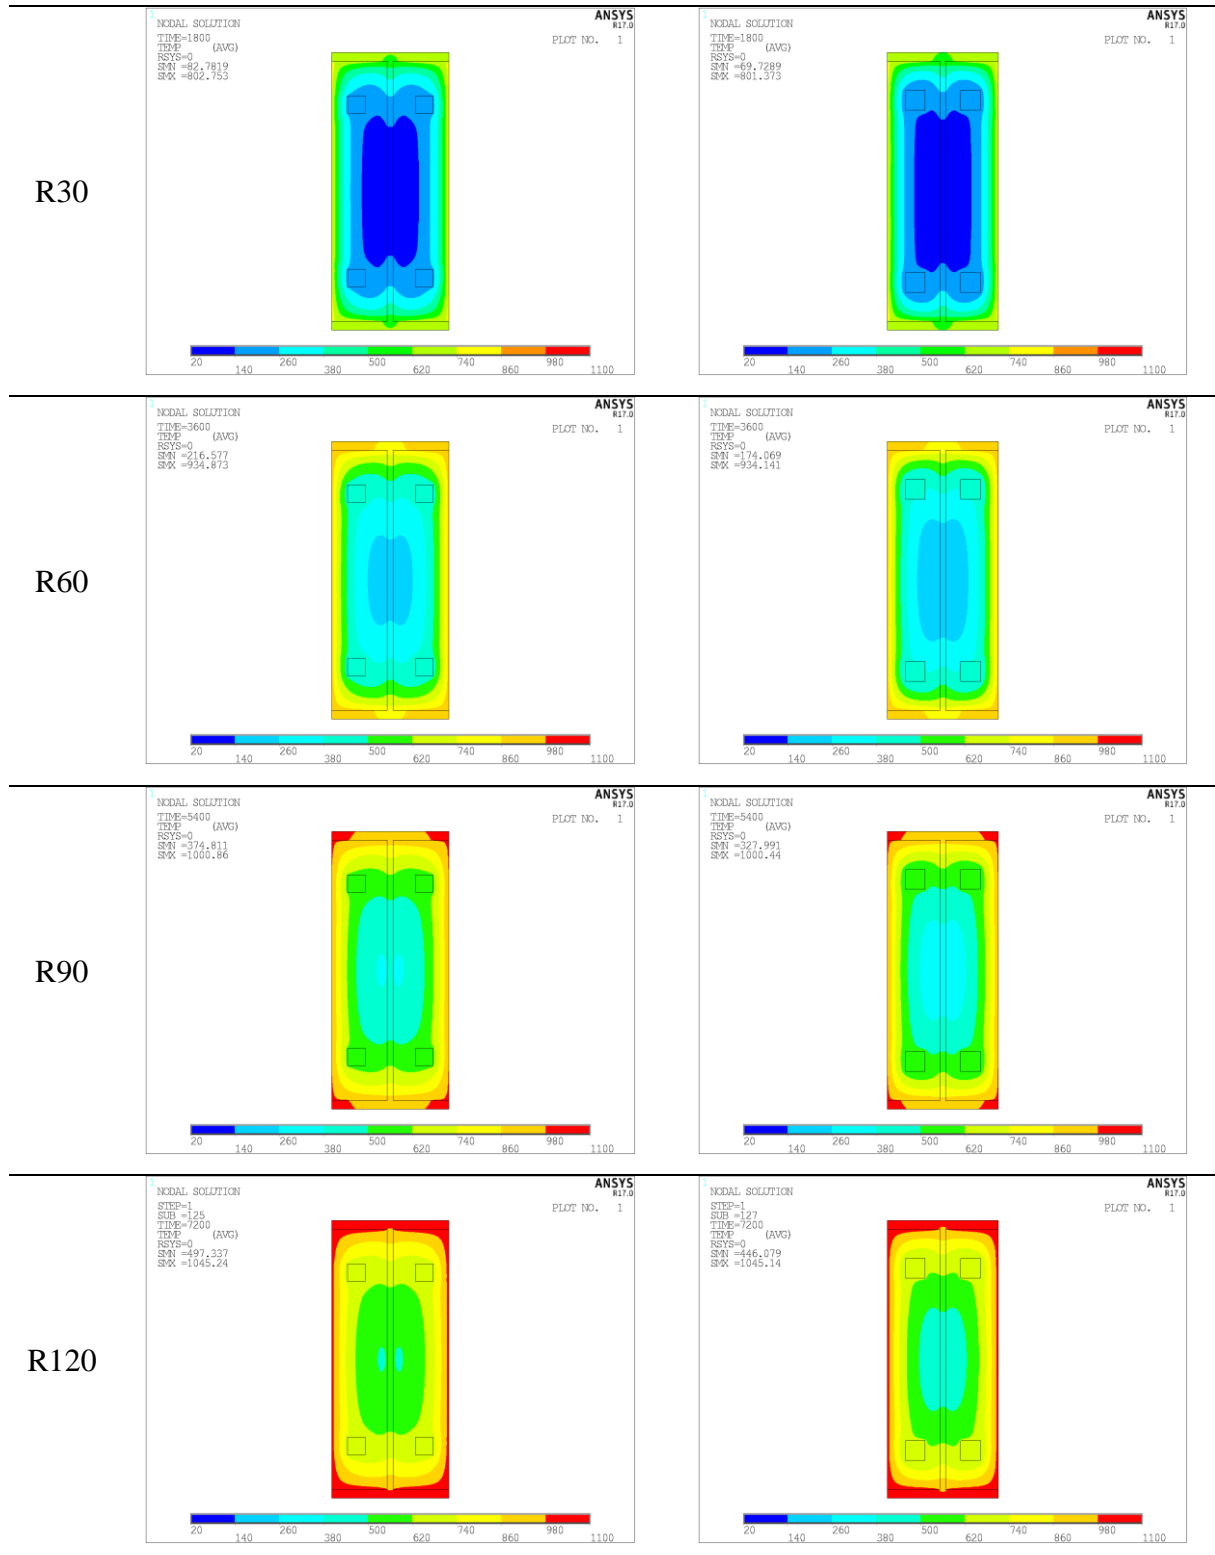 R30
1
NODAL SOLUTION
TIME=1800
TEMP (AVG)
RSYS=0
SMN =82.7819
SMX =802.753
ANSYS
R17.0
PLOT NO. 1
20 140 260 380 500 620 740 860 980 1100
1
NODAL SOLUTION
TIME=1800
TEMP (AVG)
RSYS=0
SMN =69.7289
SMX =801.373
ANSYS
R17.0
PLOT NO. 1
20 140 260 380 500 620 740 860 980 1100
R60
1
NODAL SOLUTION
TIME=3600
TEMP (AVG)
RSYS=0
SMN =216.577
SMX =934.873
ANSYS
R17.0
PLOT NO. 1
20 140 260 380 500 620 740 860 980 1100
1
NODAL SOLUTION
TIME=3600
TEMP (AVG)
RSYS=0
SMN =174.069
SMX =934.141
ANSYS
R17.0
PLOT NO. 1
20 140 260 380 500 620 740 860 980 1100
R90
1
NODAL SOLUTION
TIME=5400
TEMP (AVG)
RSYS=0
SMN =374.811
SMX =1000.86
ANSYS
R17.0
PLOT NO. 1
20 140 260 380 500 620 740 860 980 1100
1
NODAL SOLUTION
TIME=5400
TEMP (AVG)
RSYS=0
SMN =327.991
SMX =1000.44
ANSYS
R17.0
PLOT NO. 1
20 140 260 380 500 620 740 860 980 1100
R120
1
NODAL SOLUTION
STEP=1
SUB =125
TIME=7200
TEMP (AVG)
RSYS=0
SMN =497.337
SMX =1045.24
ANSYS
R17.0
PLOT NO. 1
20 140 260 380 500 620 740 860 980 1100
1
NODAL SOLUTION
STEP=1
SUB =127
TIME=7200
TEMP (AVG)
RSYS=0
SMN =446.079
SMX =1045.14
ANSYS
R17.0
PLOT NO. 1
20 140 260 380 500 620 740 860 980 1100